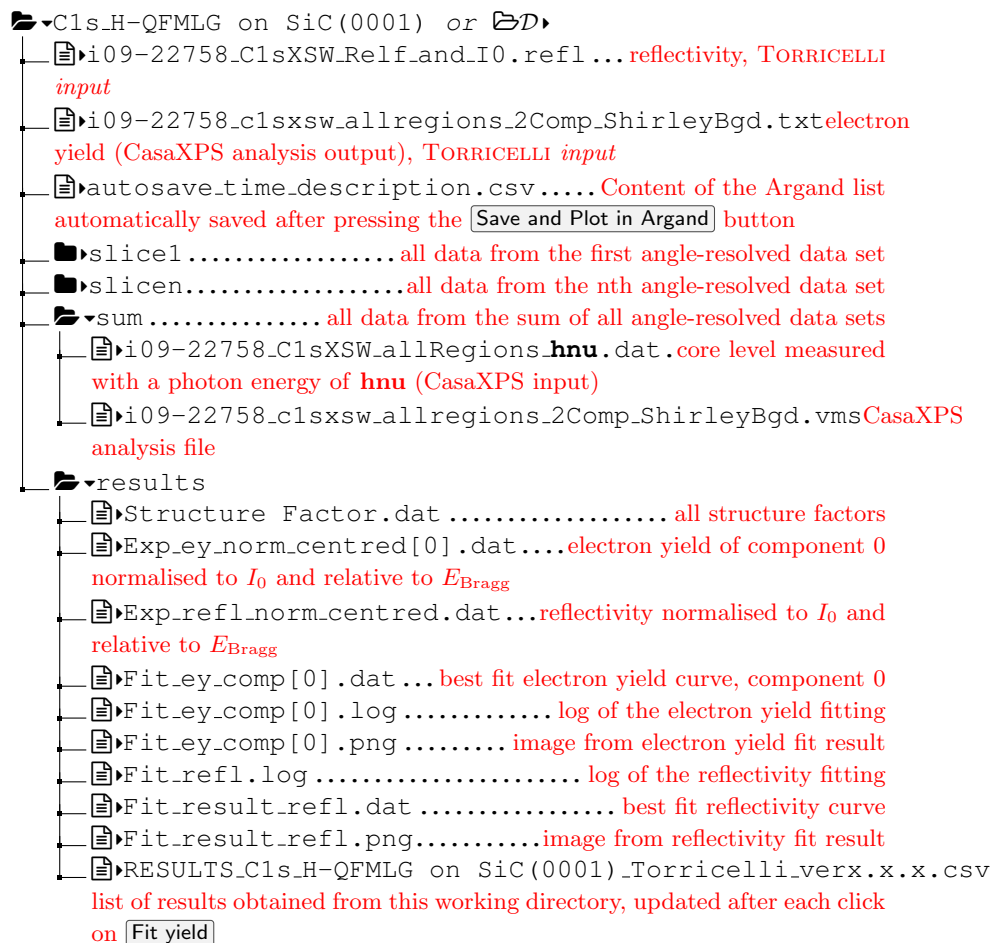 C1s_H-QFMLG on SiC(0001) or D
i09-22758_C1sXSW_Relf_and_I0.refl ... reflectivity, TORRICELLI
input
i09-22758_c1sxsw_allregions_2Comp_ShirleyBgd.txtelectron
yield (CasaXPS analysis output), TORRICELLI input
autosave_time_description.csv ..... Content of the Argand list
automatically saved after pressing the Save and Plot in Argand button
slice1 .................. all data from the first angle-resolved data set
slicen...................all data from the nth angle-resolved data set
sum ............... all data from the sum of all angle-resolved data sets
i09-22758_C1sXSW_allRegions_hnu.dat.core level measured
with a photon energy of hnu (CasaXPS input)
i09-22758_c1sxsw_allregions_2Comp_ShirleyBgd.vmsCasaXPS
analysis file
results
Structure Factor.dat ................... all structure factors
Exp_ey_norm_centred[0].dat....electron yield of component 0
normalised to I0 and relative to EBragg
Exp_refl_norm_centred.dat...reflectivity normalised to I0 and
relative to EBragg
Fit_ey_comp[0].dat ... best fit electron yield curve, component 0
Fit_ey_comp[0].log ............. log of the electron yield fitting
Fit_ey_comp[0].png ......... image from electron yield fit result
Fit_refl.log ....................... log of the reflectivity fitting
Fit_result_refl.dat ................. best fit reflectivity curve
Fit_result_refl.png...........image from reflectivity fit result
RESULTS_C1s_H-QFMLG on SiC(0001)_Torricelli_verx.x.x.csv
list of results obtained from this working directory, updated after each click
on Fit yield